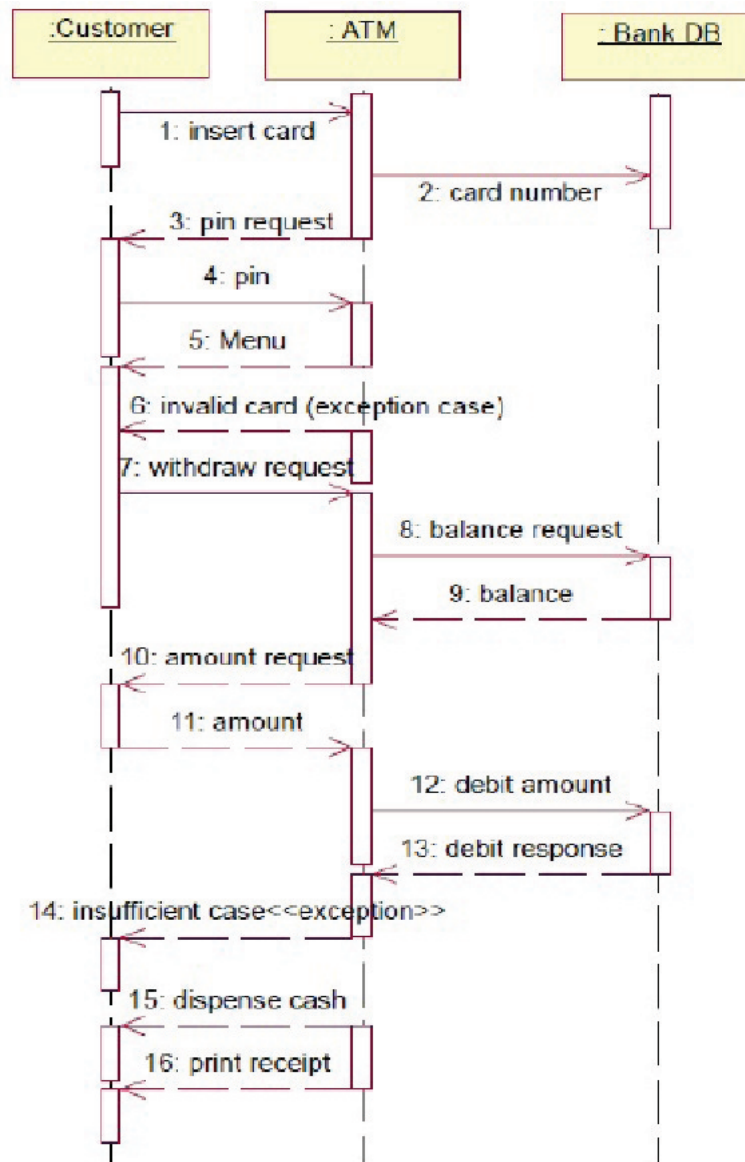 :Customer
: ATM
: Bank DB
1: insert card
2: card number
3: pin request
4: pin
5: Menu
6: invalid card (exception case)
7: withdraw request
8: balance request
9: balance
10: amount request
11: amount
12: debit amount
13: debit response
14: insufficient case<<exception>>
15: dispense cash
16: print receipt